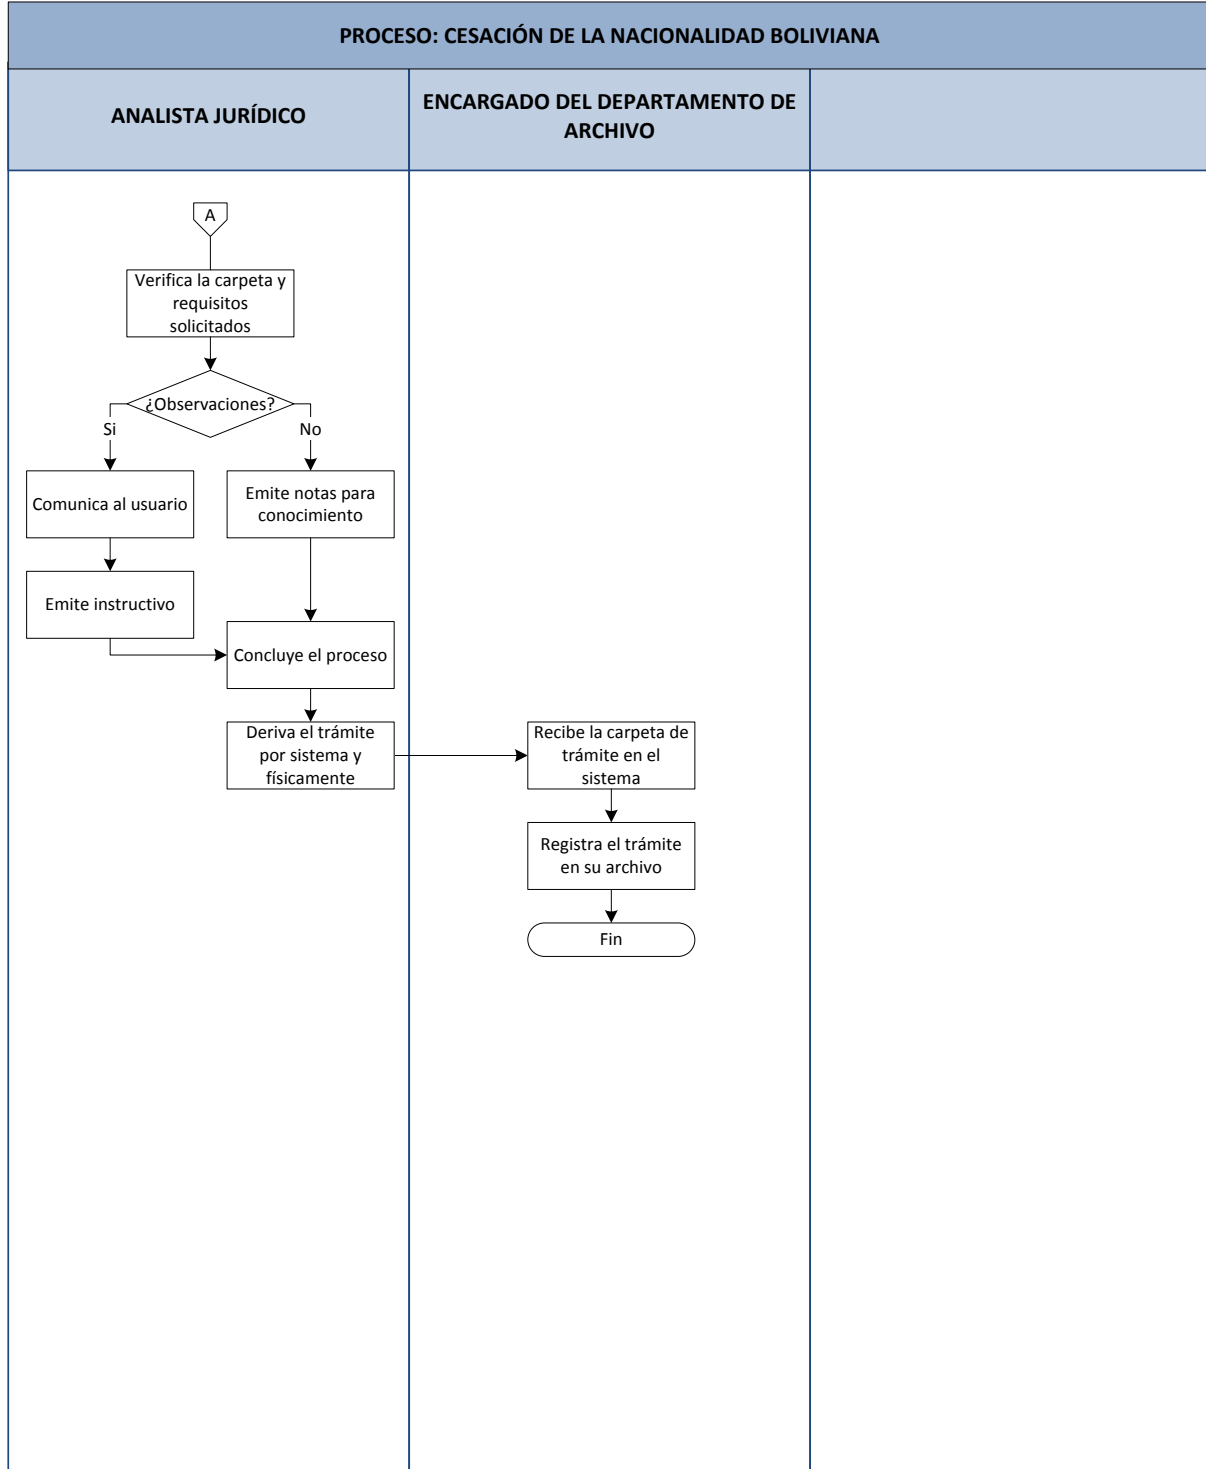 PROCESO: CESACIÓN DE LA NACIONALIDAD BOLIVIANA
ANALISTA JURÍDICO
ENCARGADO DEL DEPARTAMENTO DE
ARCHIVO
A
Verifica la carpeta y
requisitos
solicitados
¿Observaciones?
Si
No
Comunica al usuario
Emite notas para
conocimiento
Emite instructivo
Concluye el proceso
Deriva el trámite
por sistema y
físicamente
Recibe la carpeta de
trámite en el
sistema
Registra el trámite
en su archivo
Fin